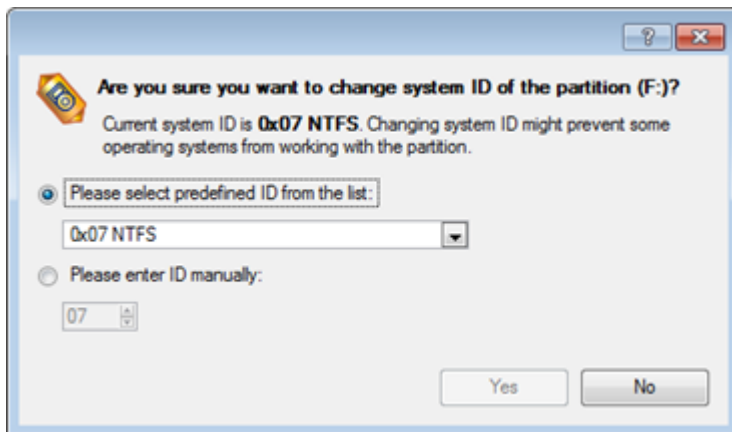 Are you sure you want to change system ID of the partition (F:)?
Current system ID is 0x07 NTFS. Changing system ID might prevent some
operating systems from working with the partition.
Please select predefined ID from the list:
0x07 NTFS
Please enter ID manually:
07
Yes No